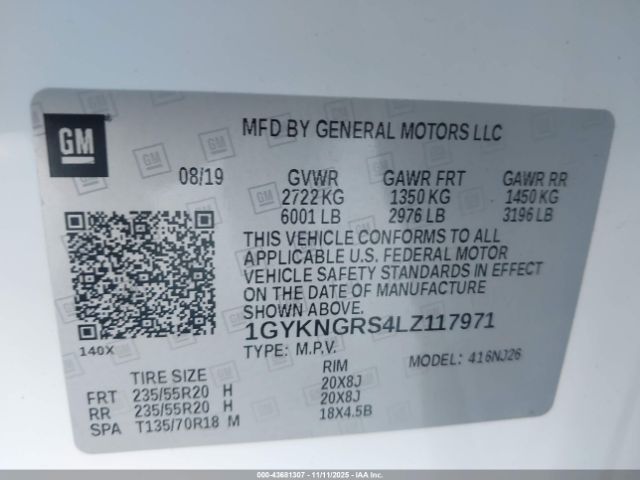 GM
MFD BY GENERAL MOTORS LLC
08/19 GVWR GAWR FRT GAWR RR
2722 KG 1350 KG 1450 KG
6001 LB 2976 LB 3196 LB
THIS VEHICLE CONFORMS TO ALL
APPLICABLE U.S. FEDERAL MOTOR
VEHICLE SAFETY STANDARDS IN EFFECT
ON THE DATE OF MANUFACTURE
SHOWN ABOVE.
140X
1GYKNGRS4LZ117971
TYPE: M.P.V. MODEL: 416NJ26
TIRE SIZE RIM
FRT 235/55R20 H 20X8J
RR 235/55R20 H 20X8J
SPA T135/70R18 M 18X4.5B
000-43681307 - 11/11/2025 - IAAI.com